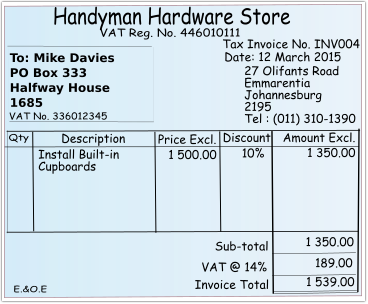 Handyman Hardware Store
VAT Reg. No. 446010111
Tax Invoice No. INV004
Date: 12 March 2015
To: Mike Davies
PO Box 333
Halfway House
1685
VAT No. 336012345
27 Olifants Road
Emmarentia
Johannesburg
2195
Tel : (011) 310-1390
Qty Description Price Excl. Discount Amount Excl.
Install Built-in 1 500.00 10% 1 350.00
Cupboards
Sub-total 1 350.00
VAT @ 14% 189.00
Invoice Total 1 539.00
E.&O.E